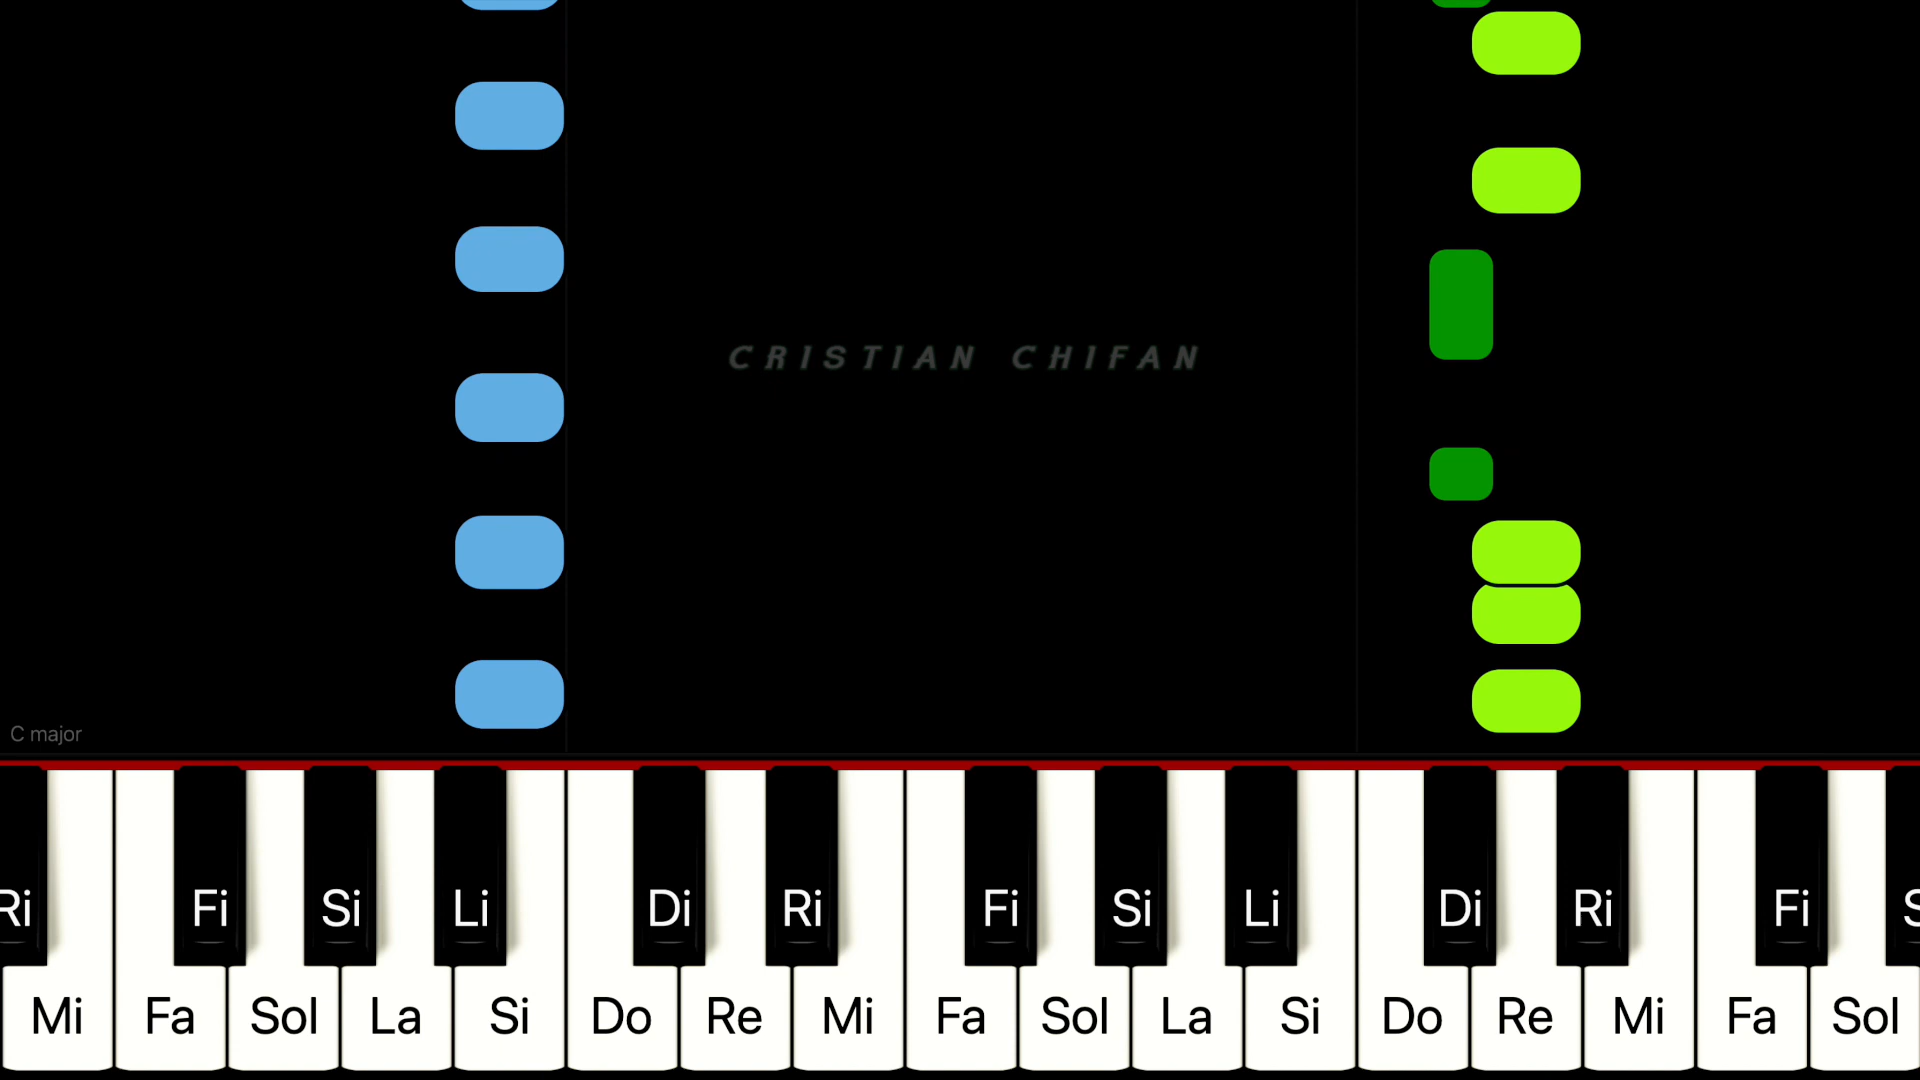 CRISTIAN CHIFAN
C major
Ri Fi Si Li Di Ri Fi Si Li Di Ri Fi S
Mi Fa Sol La Si Do Re Mi Fa Sol La Si Do Re Mi Fa Sol